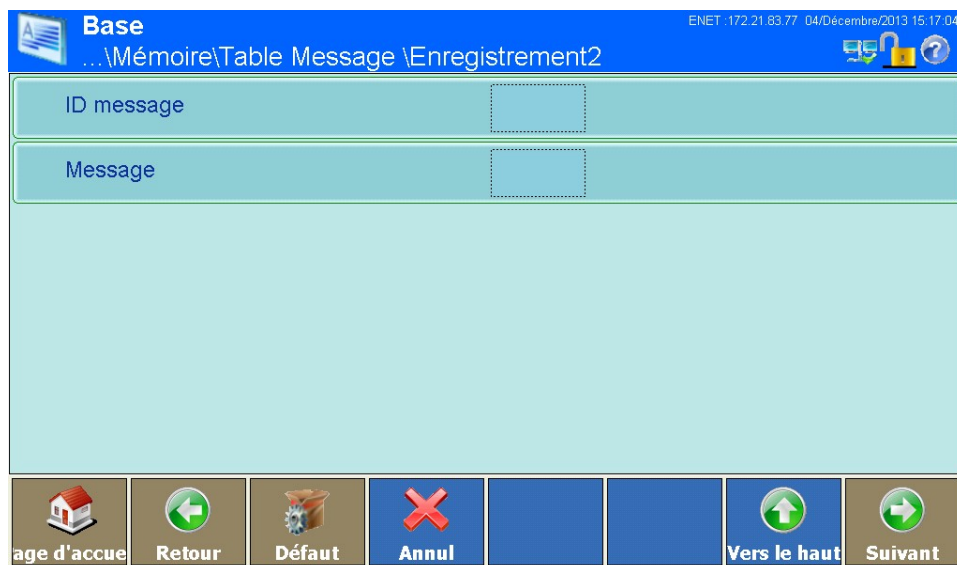 Base
ENET :172.21.83.77 04/Décembre/2013 15:17:04
...\Mémoire\Table Message \Enregistrement2
ID message
Message
age d'accue
Retour
Défaut
Annul
Vers le haut
Suivant